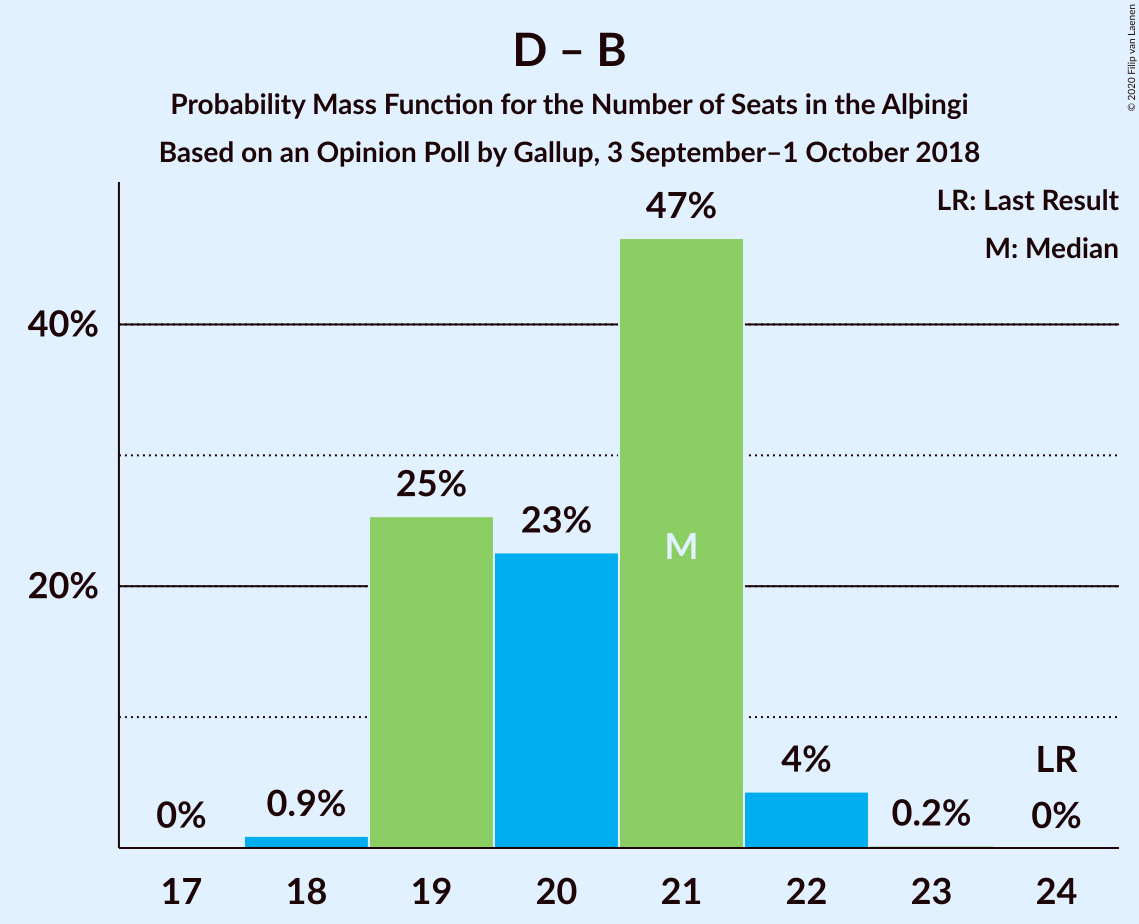 D – B
Probability Mass Function for the Number of Seats in the Alþingi
Based on an Opinion Poll by Gallup, 3 September–1 October 2018
© 2020 Filip van Laenen
LR: Last Result
M: Median
47%
40%
25%
23%
M
20%
4%
LR
0%
0.9%
0.2%
0%
17
18
19
20
21
22
23
24